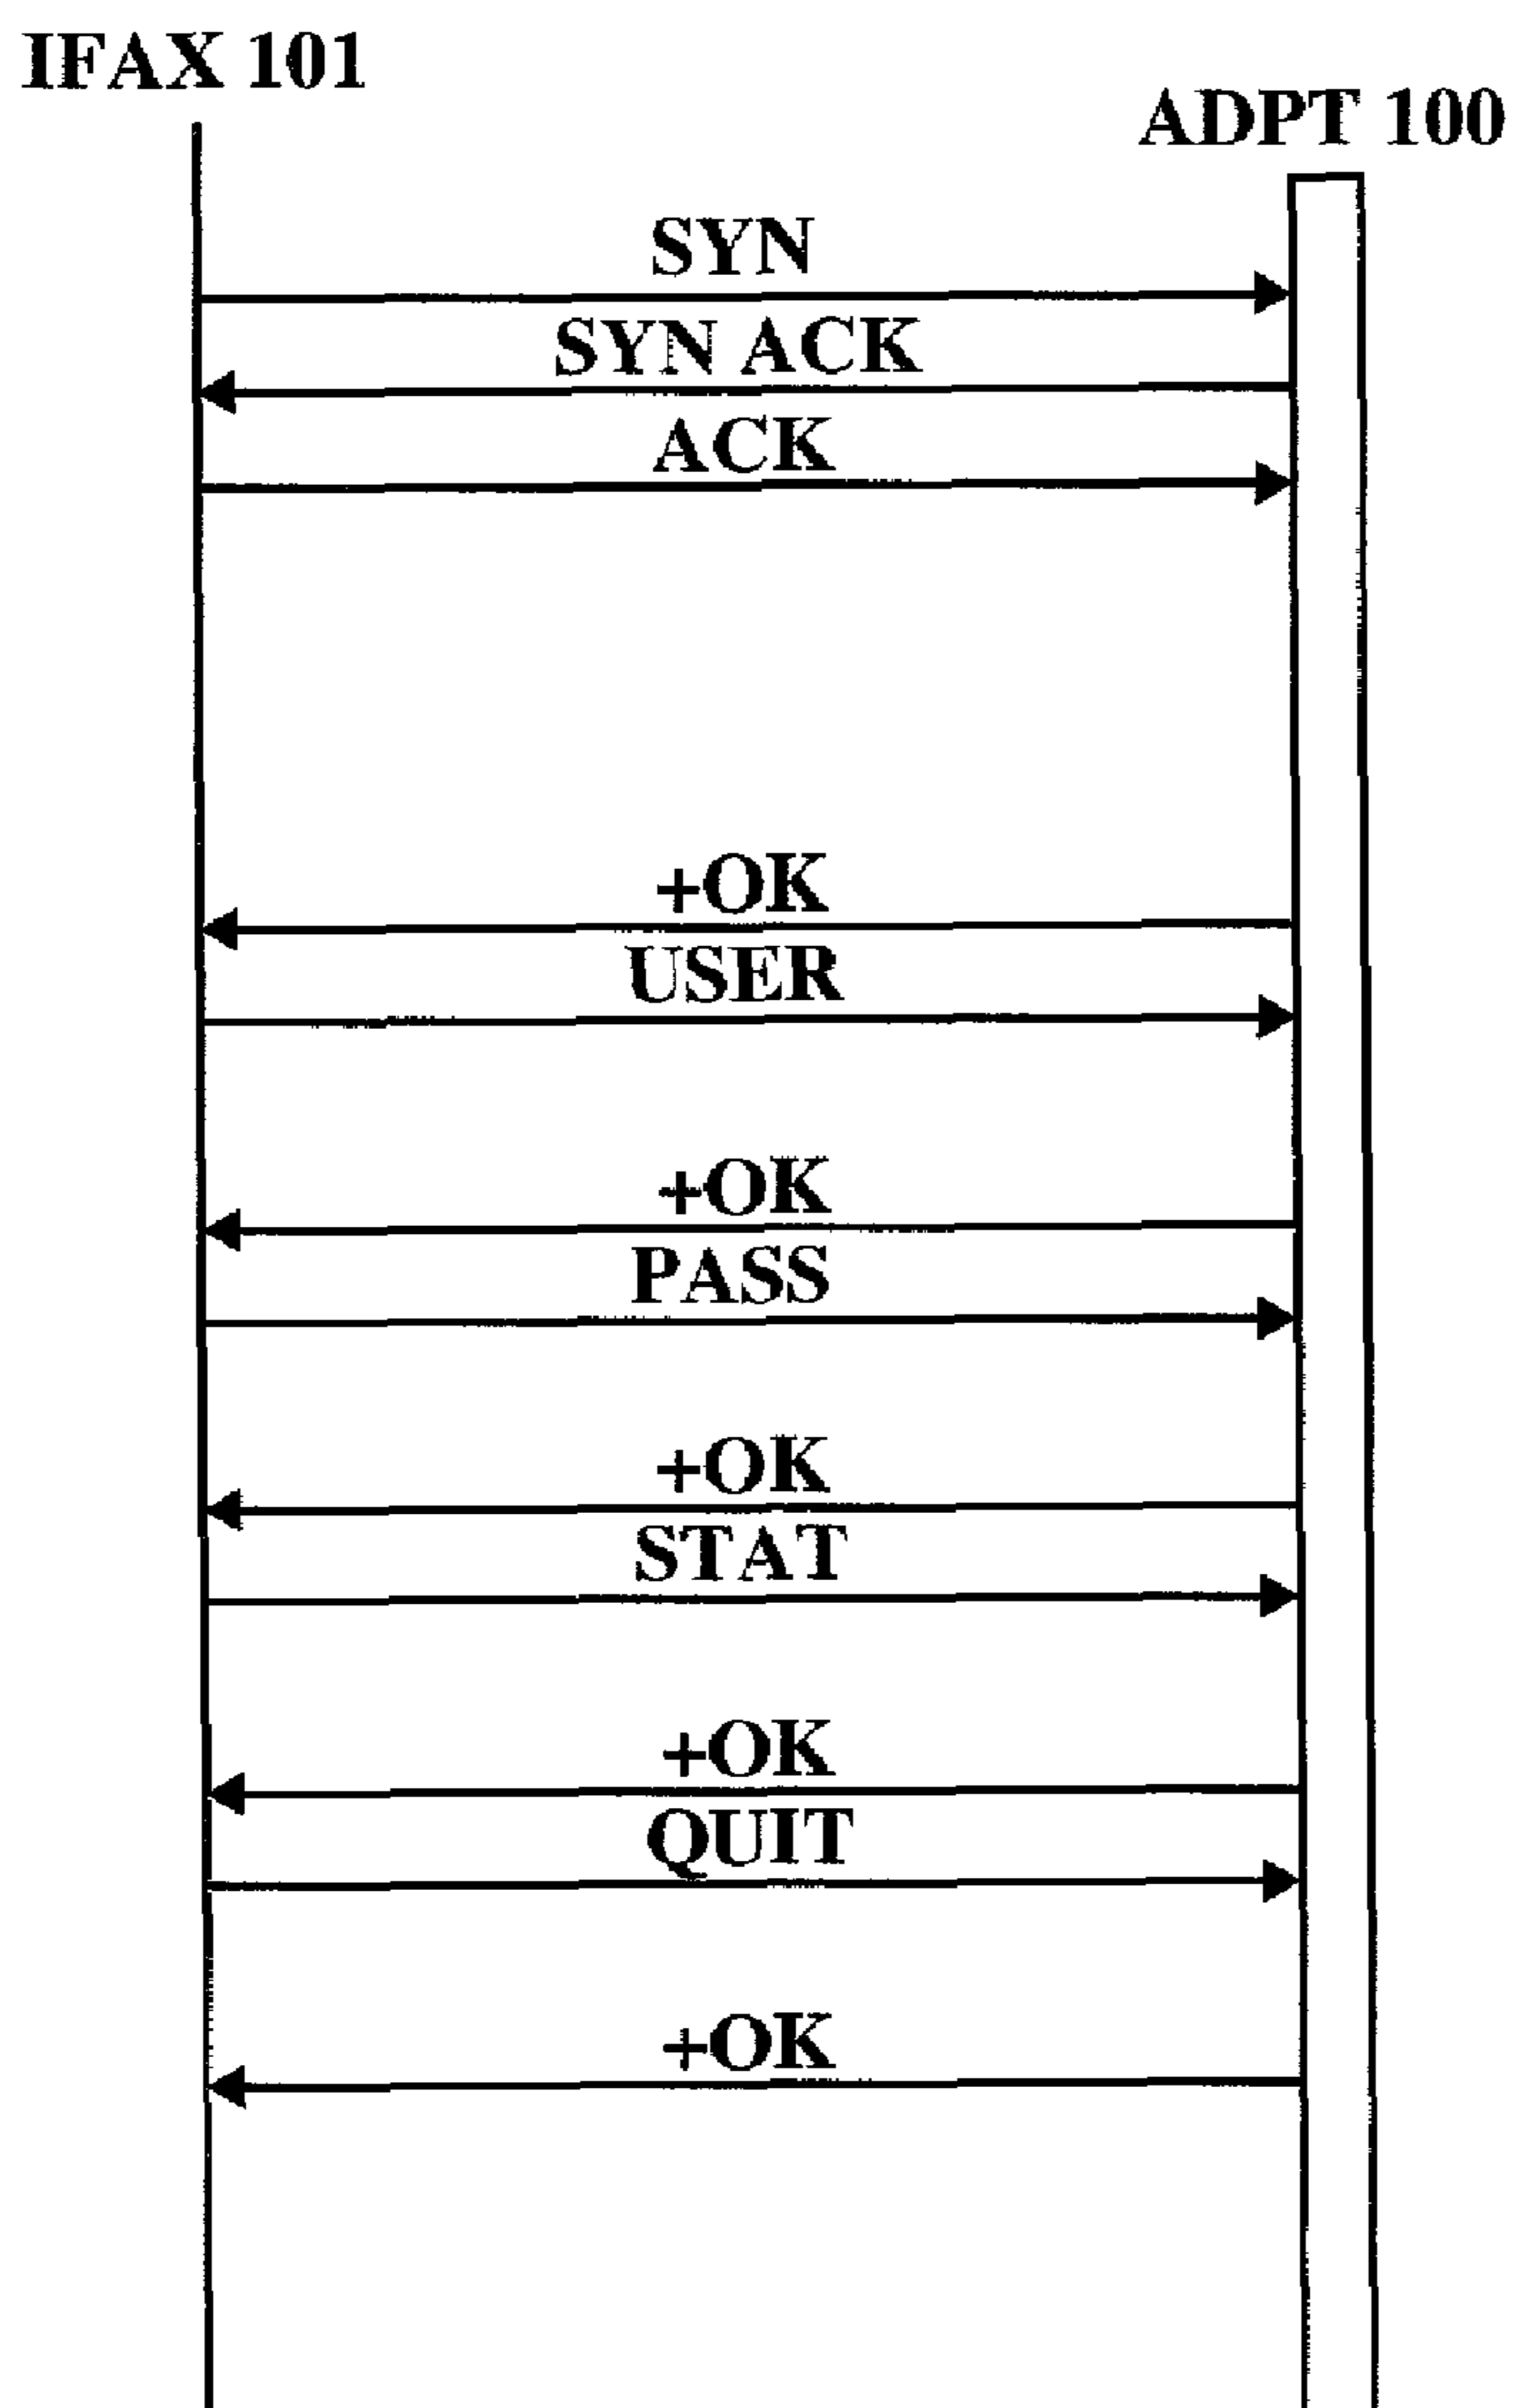 IFAX 101
ADPT 100
SYN
SYN ACK
ACK
+OK
USER
+OK
PASS
+OK
STAT
+OK
QUIT
+OK